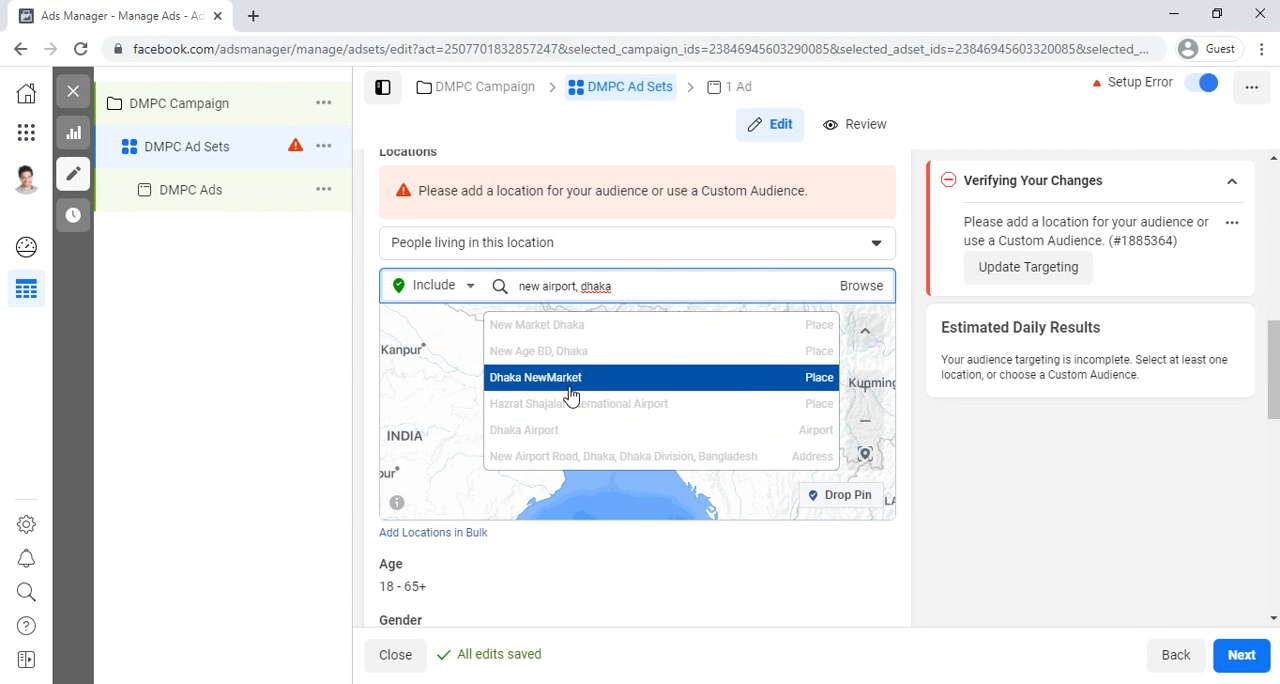 Ads Manager - Manage Ads - Ad
facebook.com/adsmanager/manage/adsets/edit?act=2507701832857247&selected_campaign_ids=23846945603290085&selected_adset_ids=23846945603320085&selected_...
Guest
DMPC Campaign
DMPC Ad Sets
DMPC Ads
DMPC Campaign
DMPC Ad Sets
1 Ad
Setup Error
Edit
Review
Locations
Please add a location for your audience or use a Custom Audience.
People living in this location
Include
new airport, dhaka
Browse
New Market Dhaka Place
New Age BD, Dhaka Place
Dhaka NewMarket Place
Hazrat Shajalal International Airport Place
Dhaka Airport Airport
New Airport Road, Dhaka, Dhaka Division, Bangladesh Address
Kanpur
INDIA
pur
Kunming
LA
Drop Pin
Add Locations in Bulk
Age
18 - 65+
Gender
Close
All edits saved
Back
Next
Verifying Your Changes
Please add a location for your audience or
use a Custom Audience. (#1885364)
Update Targeting
Estimated Daily Results
Your audience targeting is incomplete. Select at least one
location, or choose a Custom Audience.